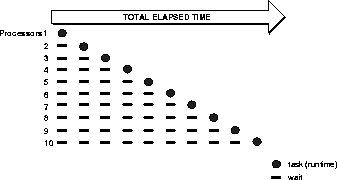 TOTAL ELAPSED TIME
Processors 1
2
3
4
5
6
7
8
9
10
task (runtime)
wait